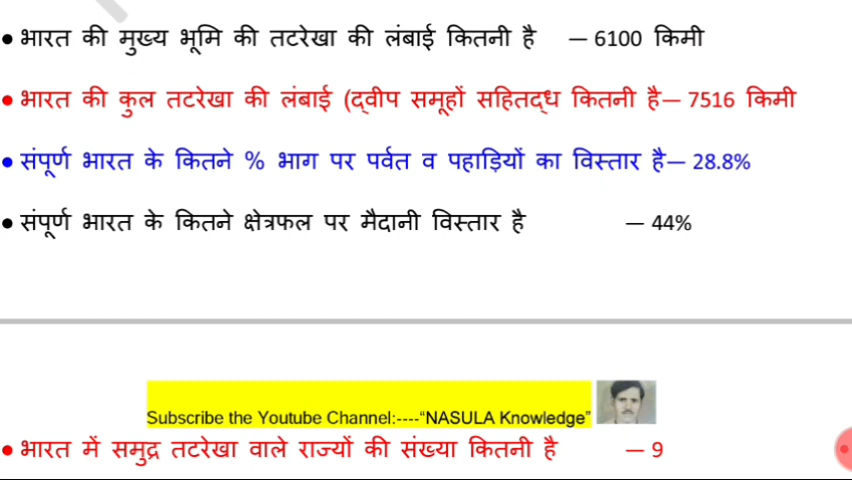 • भारत की मुख्य भूमि की तटरेखा की लंबाई कितनी है — 6100 किमी
• भारत की कुल तटरेखा की लंबाई (द्वीप समूहों सहितद्ध कितनी है— 7516 किमी
• संपूर्ण भारत के कितने % भाग पर पर्वत व पहाड़ियों का विस्तार है— 28.8%
• संपूर्ण भारत के कितने क्षेत्रफल पर मैदानी विस्तार है — 44%
Subscribe the Youtube Channel:----“NASULA Knowledge”
• भारत में समुद्र तटरेखा वाले राज्यों की संख्या कितनी है — 9